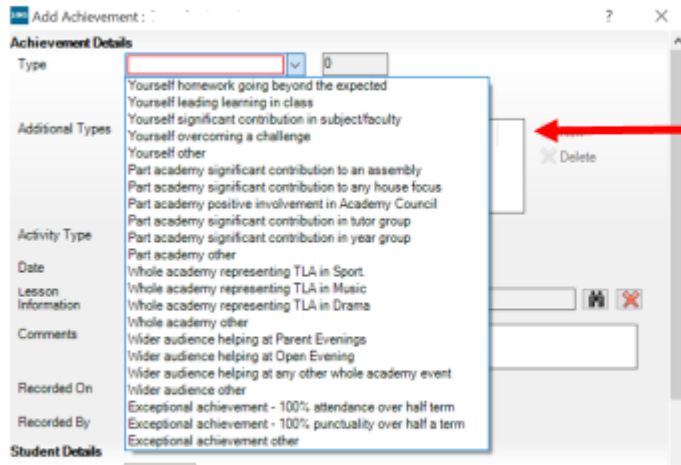 SIMS Add Achievement :
? ×
Achievement Details
Type
0
Yourself homework going beyond the expected
Yourself leading learning in class
Yourself significant contribution in subject/faculty
Additional Types
Yourself overcoming a challenge
Yourself other
Delete
Part academy significant contribution to an assembly
Part academy significant contribution to any house focus
Part academy positive involvement in Academy Council
Part academy significant contribution in tutor group
Activity Type
Part academy significant contribution in year group
Part academy other
Date
Whole academy representing TLA in Sport.
Whole academy representing TLA in Music
Lesson
Information
Whole academy representing TLA in Drama
Whole academy other
Comments
Wider audience helping at Parent Evenings
Wider audience helping at Open Evening
Wider audience helping at any other whole academy event
Recorded On
Wider audience other
Exceptional achievement - 100% attendance over half term
Recorded By
Exceptional achievement - 100% punctuality over half a term
Exceptional achievement other
Student Details